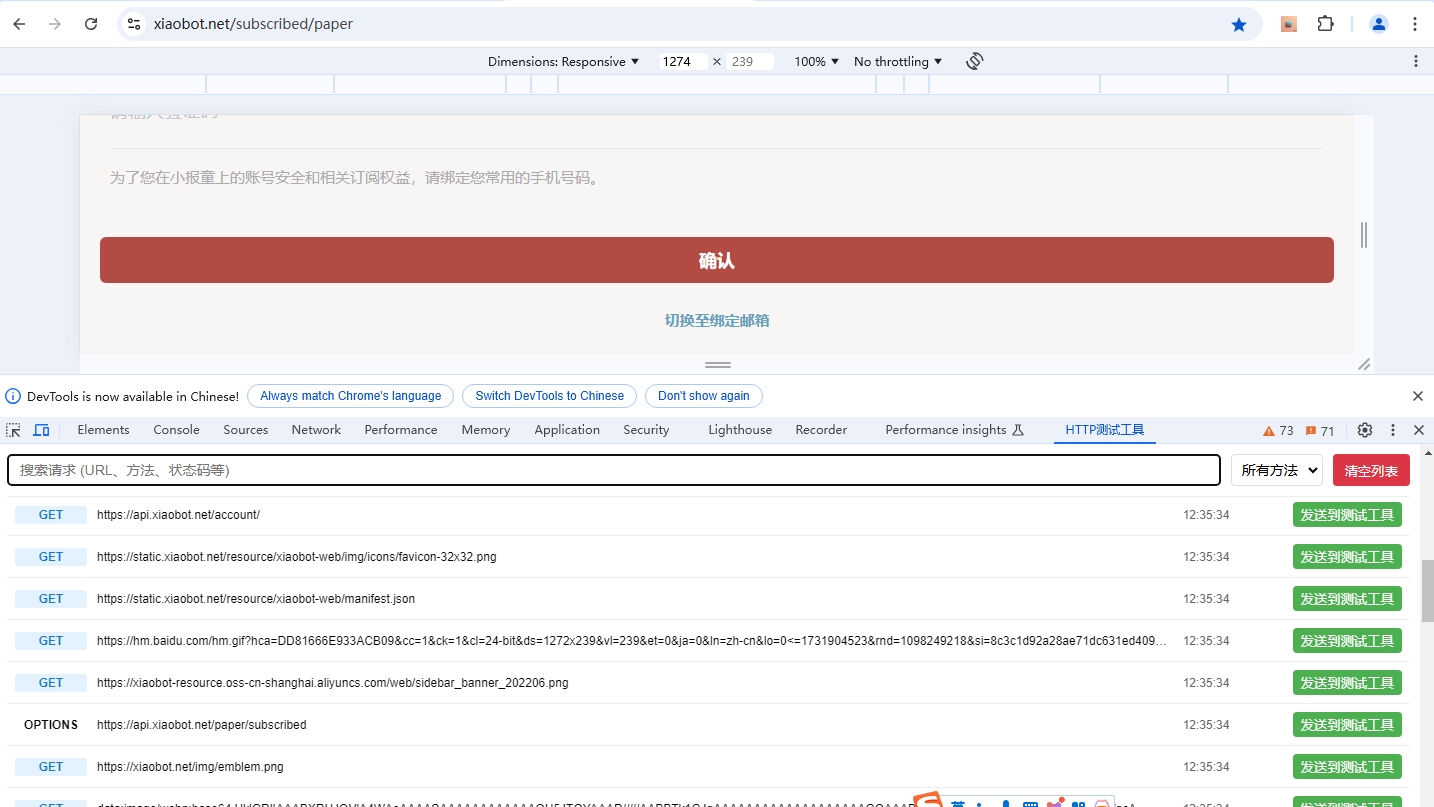 xiaobot.net/subscribed/paper
Dimensions: Responsive 1274 × 239 100% No throttling
为了您在小报童上的账号安全和相关订阅权益，请绑定您常用的手机号码。
确认
切换至绑定邮箱
DevTools is now available in Chinese! Always match Chrome's language Switch DevTools to Chinese Don't show again
Elements Console Sources Network Performance Memory Application Security Lighthouse Recorder Performance insights HTTP测试工具 73 71
搜索请求 (URL、方法、状态码等) 所有方法 清空列表
GET https://api.xiaobot.net/account/ 12:35:34 发送到测试工具
GET https://static.xiaobot.net/resource/xiaobot-web/img/icons/favicon-32x32.png 12:35:34 发送到测试工具
GET https://static.xiaobot.net/resource/xiaobot-web/manifest.json 12:35:34 发送到测试工具
GET https://hm.baidu.com/hm.gif?hca=DD81666E933ACB09&cc=1&ck=1&cl=24-bit&ds=1272x239&vl=239&et=0&ja=0&ln=zh-cn&lo=0<=1731904523&rnd=1098249218&si=8c3c1d92a28ae71dc631ed409... 12:35:34 发送到测试工具
GET https://xiaobot-resource.oss-cn-shanghai.aliyuncs.com/web/sidebar_banner_202206.png 12:35:34 发送到测试工具
OPTIONS https://api.xiaobot.net/paper/subscribed 12:35:34 发送到测试工具
GET https://xiaobot.net/img/emblem.png 12:35:34 发送到测试工具
GET
英